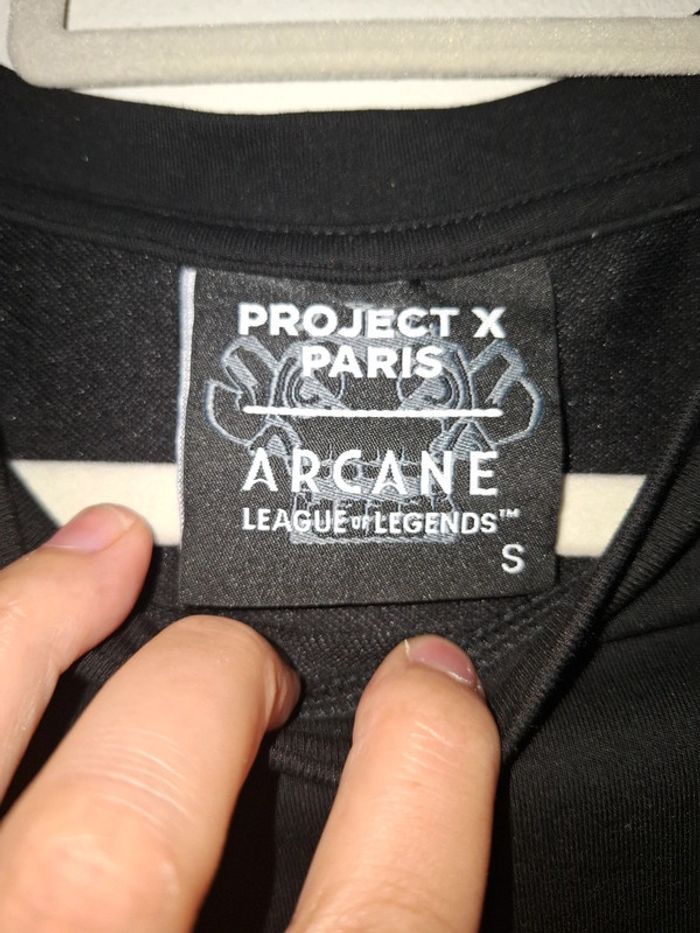 PROJECT X
PARIS
ARCANE
LEAGUE OF LEGENDS™
S